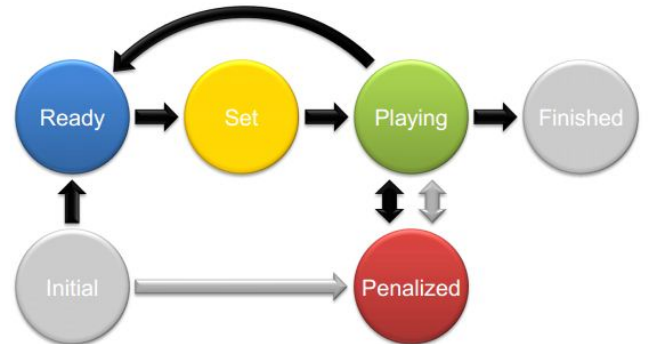 Ready
Set
Playing
Finished
Initial
Penalized